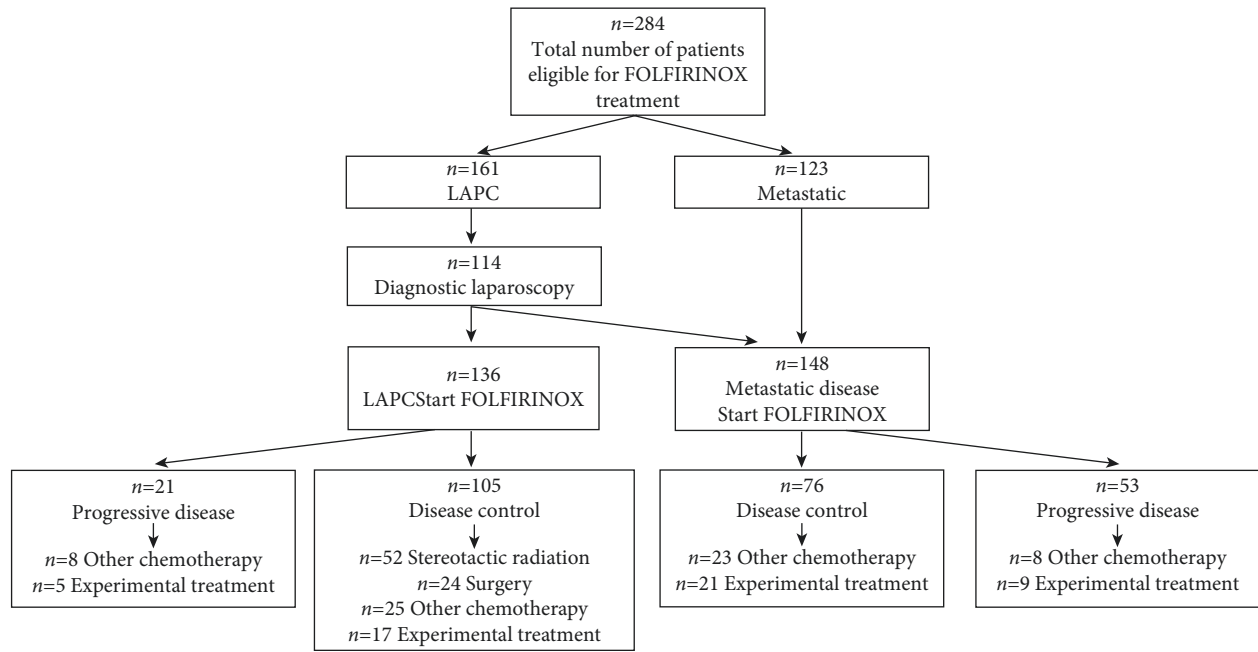 n=284
Total number of patients
eligible for FOLFIRINOX
treatment
n=161
LAPC
n=123
Metastatic
n=114
Diagnostic laparoscopy
n=136
LAPCStart FOLFIRINOX
n=148
Metastatic disease
Start FOLFIRINOX
n=21
Progressive disease
n=8 Other chemotherapy
n=5 Experimental treatment
n=105
Disease control
n=52 Stereotactic radiation
n=24 Surgery
n=25 Other chemotherapy
n=17 Experimental treatment
n=76
Disease control
n=23 Other chemotherapy
n=21 Experimental treatment
n=53
Progressive disease
n=8 Other chemotherapy
n=9 Experimental treatment